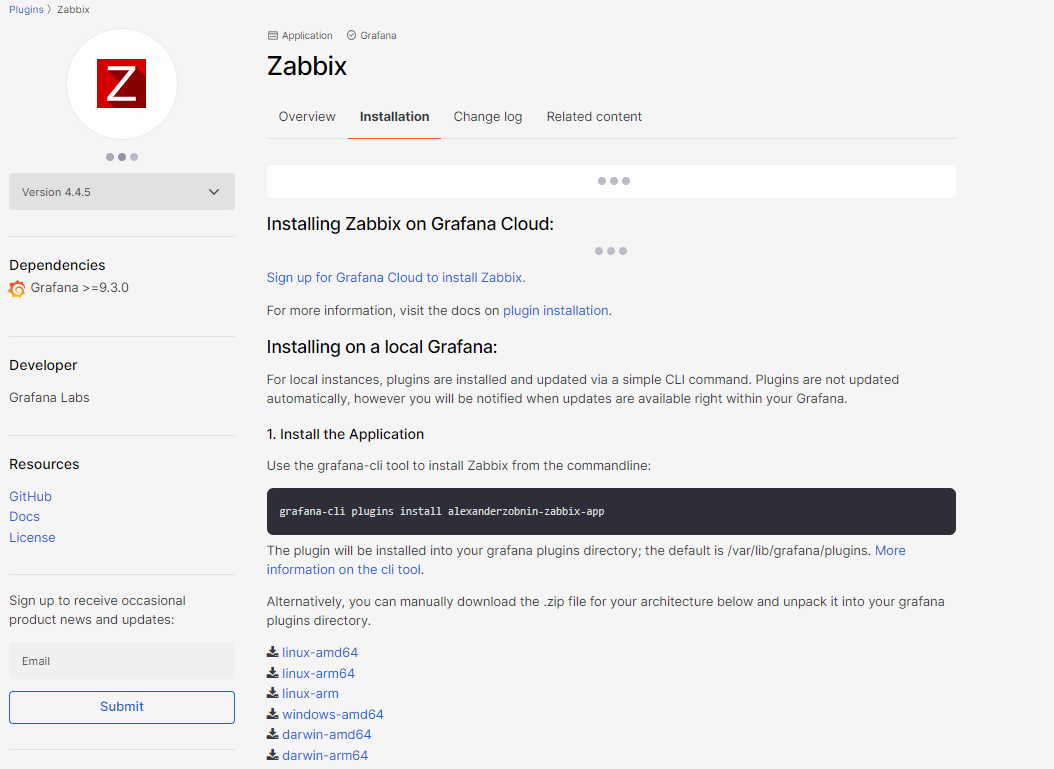 Plugins 〉 Zabbix
Z
Version 4.4.5
Dependencies
Grafana >=9.3.0
Developer
Grafana Labs
Resources
GitHub
Docs
License
Sign up to receive occasional
product news and updates:
Email
Submit
Application Grafana
Zabbix
Overview Installation Change log Related content
Installing Zabbix on Grafana Cloud:
Sign up for Grafana Cloud to install Zabbix.
For more information, visit the docs on plugin installation.
Installing on a local Grafana:
For local instances, plugins are installed and updated via a simple CLI command. Plugins are not updated
automatically, however you will be notified when updates are available right within your Grafana.
1. Install the Application
Use the grafana-cli tool to install Zabbix from the commandline:
grafana-cli plugins install alexanderzobnin-zabbix-app
The plugin will be installed into your grafana plugins directory; the default is /var/lib/grafana/plugins. More
information on the cli tool.
Alternatively, you can manually download the .zip file for your architecture below and unpack it into your grafana
plugins directory.
linux-amd64
linux-arm64
linux-arm
windows-amd64
darwin-amd64
darwin-arm64